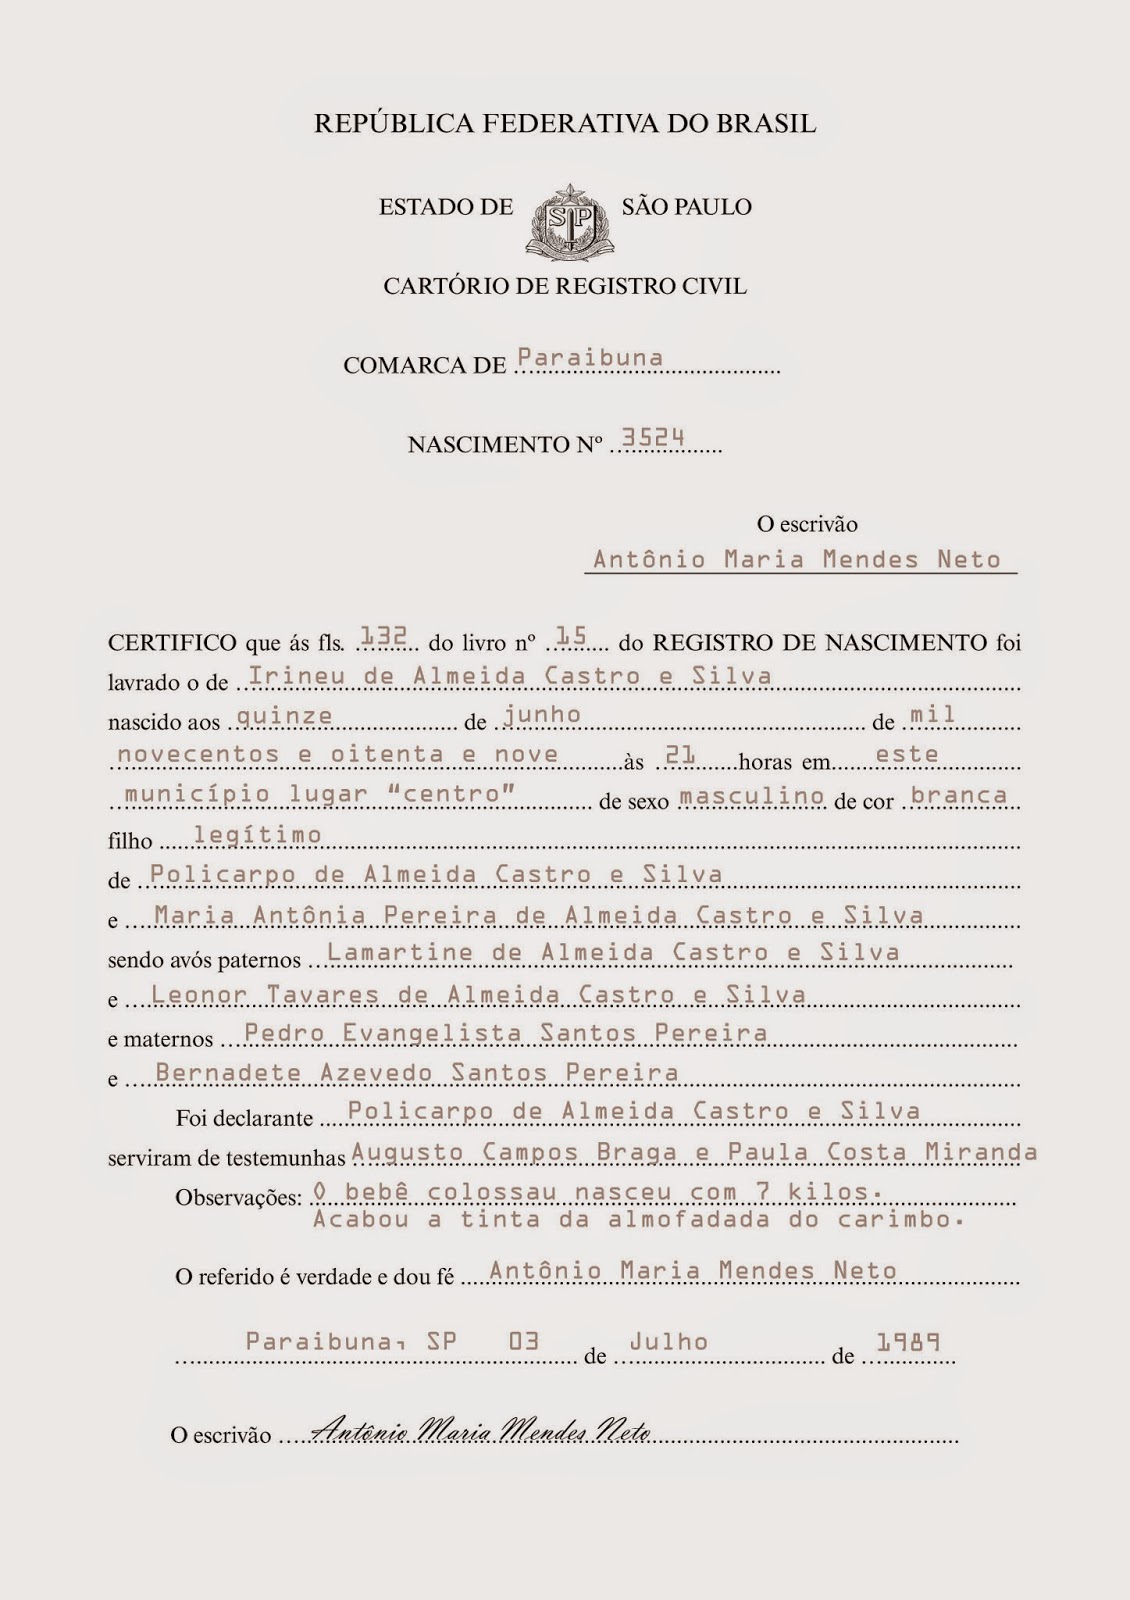 REPÚBLICA FEDERATIVA DO BRASIL
ESTADO DE SP SÃO PAULO
CARTÓRIO DE REGISTRO CIVIL
COMARCA DE Paraibuna
NASCIMENTO Nº 3524
O escrivão
Antônio Maria Mendes Neto
CERTIFICO que ás fls. 132 do livro nº 15 do REGISTRO DE NASCIMENTO foi
lavrado o de Irineu de Almeida Castro e Silva
nascido aos quinze de junho de mil
novecentos e oitenta e nove às 21 horas em este
município lugar “centro” de sexo masculino de cor branca
filho legítimo
de Policarpo de Almeida Castro e Silva
e Maria Antônia Pereira de Almeida Castro e Silva
sendo avós paternos Lamartine de Almeida Castro e Silva
e Leonor Tavares de Almeida Castro e Silva
e maternos Pedro Evangelista Santos Pereira
e Bernadete Azevedo Santos Pereira
Foi declarante Policarpo de Almeida Castro e Silva
serviram de testemunhas Augusto Campos Braga e Paula Costa Miranda
Observações: O bebê colossau nasceu com 7 kilos.
Acabou a tinta da almofadada do carimbo.
O referido é verdade e dou fé Antônio Maria Mendes Neto
Paraibuna, SP 03 de Julho de 1989
O escrivão Antônio Maria Mendes Neto